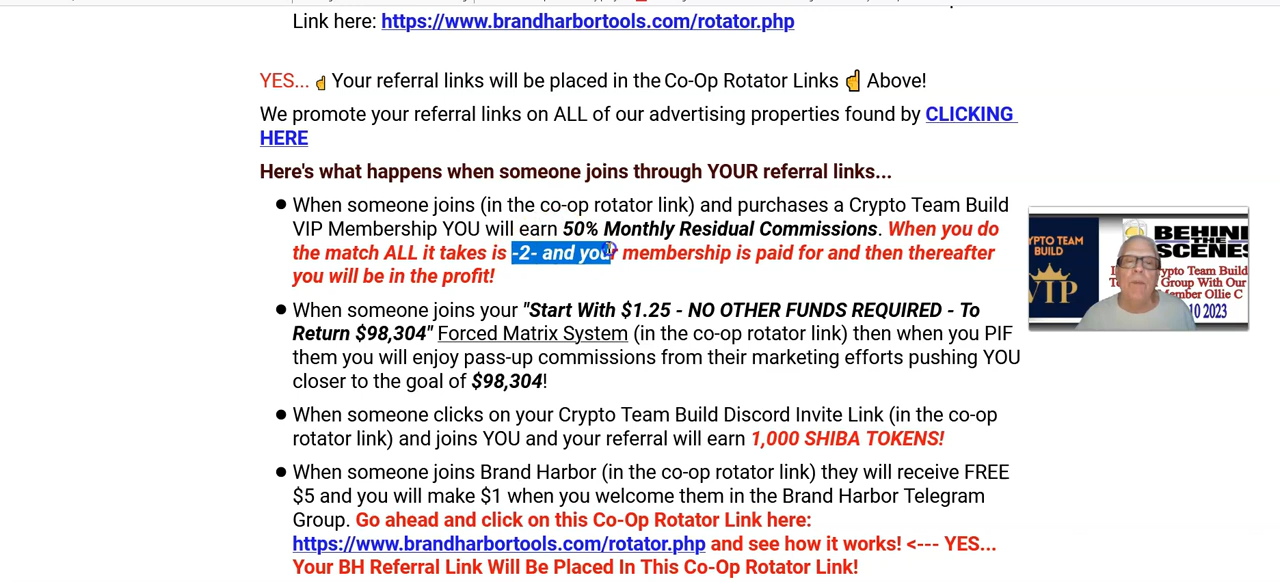 Link here: https://www.brandharbortools.com/rotator.php
YES... ☝ Your referral links will be placed in the Co-Op Rotator Links ☝ Above!
We promote your referral links on ALL of our advertising properties found by CLICKING
HERE
Here's what happens when someone joins through YOUR referral links...
● When someone joins (in the co-op rotator link) and purchases a Crypto Team Build
VIP Membership YOU will earn 50% Monthly Residual Commissions. When you do
the match ALL it takes is -2- and your membership is paid for and then thereafter
you will be in the profit!
● When someone joins your "Start With $1.25 - NO OTHER FUNDS REQUIRED - To
Return $98,304" Forced Matrix System (in the co-op rotator link) then when you PIF
them you will enjoy pass-up commissions from their marketing efforts pushing YOU
closer to the goal of $98,304!
● When someone clicks on your Crypto Team Build Discord Invite Link (in the co-op
rotator link) and joins YOU and your referral will earn 1,000 SHIBA TOKENS!
● When someone joins Brand Harbor (in the co-op rotator link) they will receive FREE
$5 and you will make $1 when you welcome them in the Brand Harbor Telegram
Group. Go ahead and click on this Co-Op Rotator Link here:
https://www.brandharbortools.com/rotator.php and see how it works! <--- YES...
Your BH Referral Link Will Be Placed In This Co-Op Rotator Link!
YPTO TEAM
BUILD
VIP
BEHIN
THE
SCENES
ypto Team Build
Group With Our
ember Ollie C
10 2023